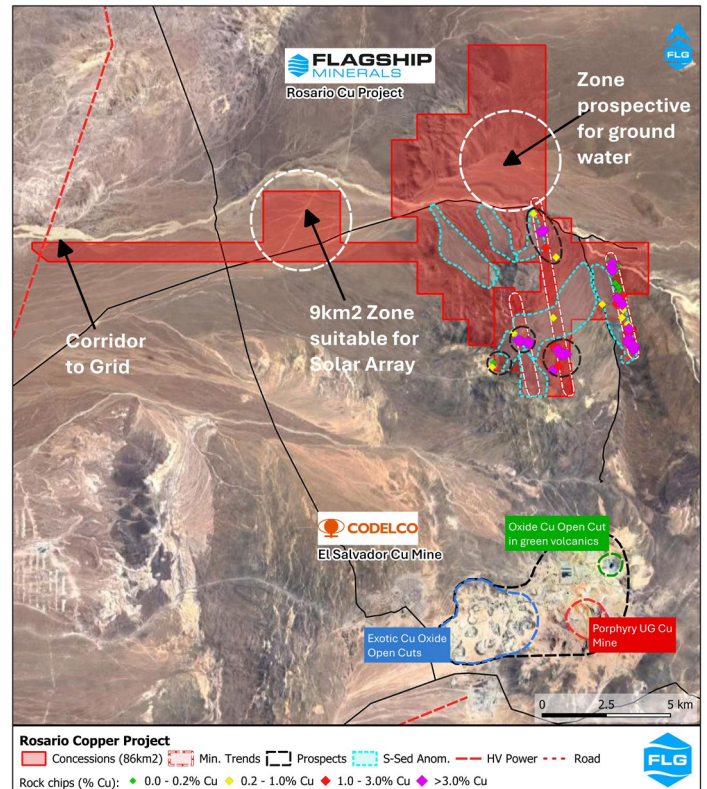 FLAGSHIP
MINERALS
Rosario Cu Project
FLG
Zone
prospective
for ground
water
Corridor
to Grid
9km2 Zone
suitable for
Solar Array
CODELCO
El Salvador Cu Mine
Oxide Cu Open Cut
in green volcanics
Exotic Cu Oxide
Open Cuts
Porphyry UG Cu
Mine
0 2.5 5 km
Rosario Copper Project
Concessions (86km2) Min. Trends Prospects S-Sed Anom. HV Power Road
Rock chips (% Cu): 0.0 - 0.2% Cu 0.2 - 1.0% Cu 1.0 - 3.0% Cu >3.0% Cu
FLG